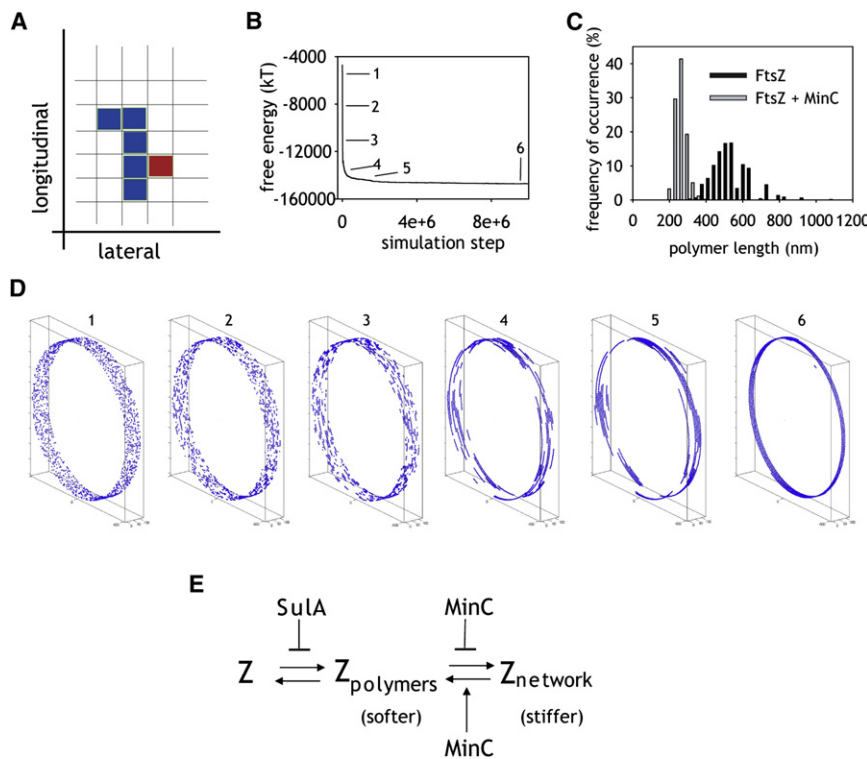 A
longitudinal
lateral
B
free energy (kT)
-4000
-8000
-12000
-160000
1
2
3
4
5
6
0
4e+6
8e+6
simulation step
C
frequency of occurrence (%)
40
30
20
10
0
FtsZ
FtsZ + MinC
0 200 400 600 800 1000 1200
polymer length (nm)
D
1 2 3 4 5 6
E
SulA
MinC
Z
Zpolymers
Znetwork
(softer)
(stiffer)
MinC